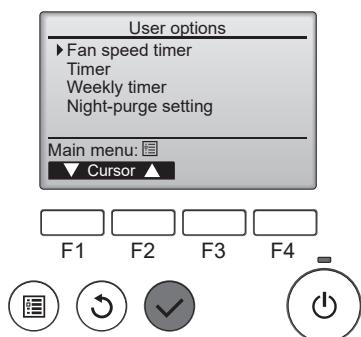 User options
Fan speed timer
Timer
Weekly timer
Night-purge setting
Main menu:
Cursor
F1 F2 F3 F4